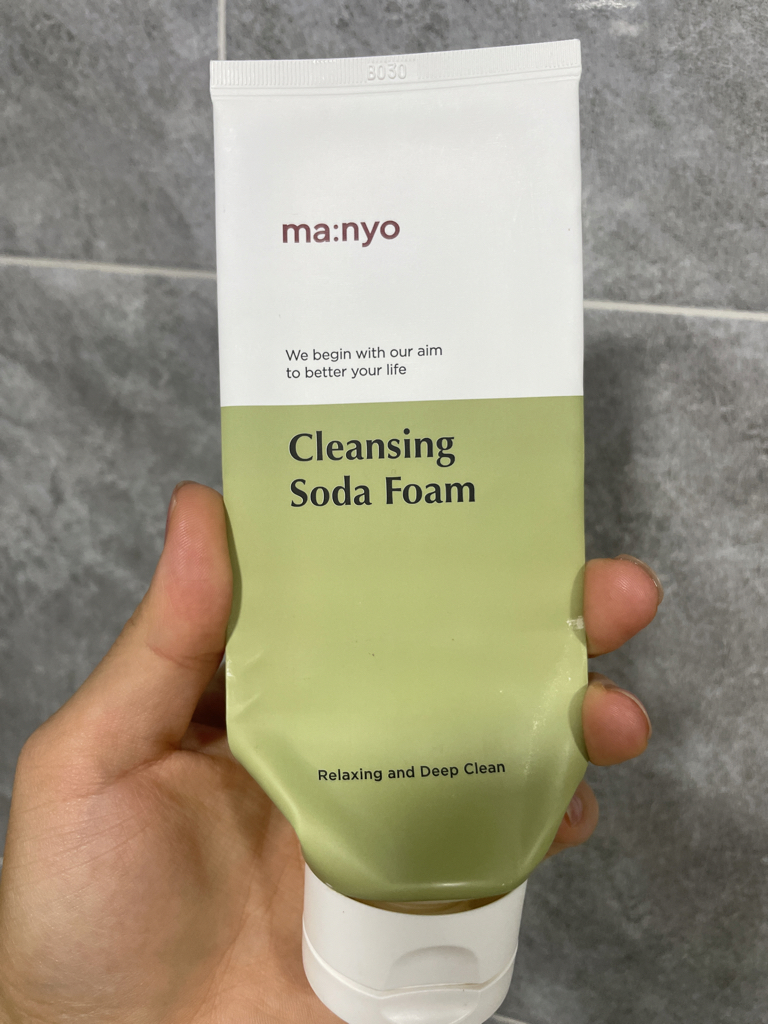 8030
ma:nyo
We begin with our aim
to better your life
Cleansing
Soda Foam
Relaxing and Deep Clean